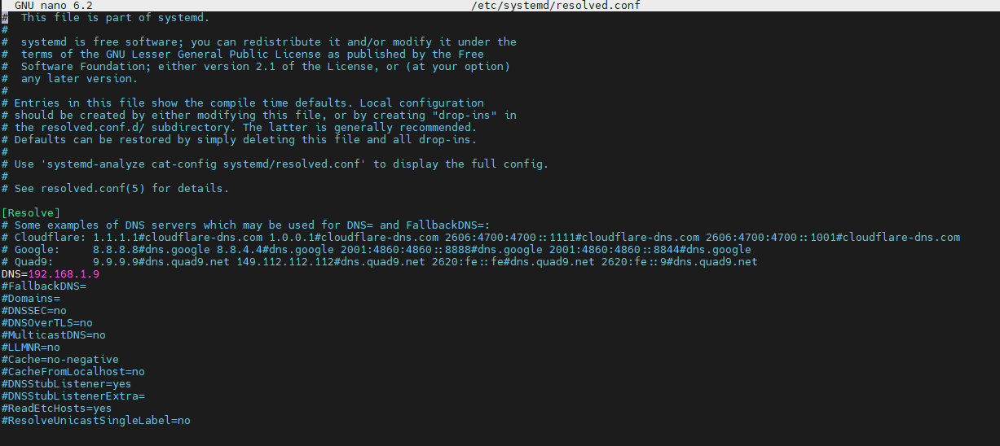 GNU nano 6.2 /etc/systemd/resolved.conf
#  This file is part of systemd.
#
#  systemd is free software; you can redistribute it and/or modify it under the
#  terms of the GNU Lesser General Public License as published by the Free
#  Software Foundation; either version 2.1 of the License, or (at your option)
#  any later version.
#
# Entries in this file show the compile time defaults. Local configuration
# should be created by either modifying this file, or by creating "drop-ins" in
# the resolved.conf.d/ subdirectory. The latter is generally recommended.
# Defaults can be restored by simply deleting this file and all drop-ins.
#
# Use 'systemd-analyze cat-config systemd/resolved.conf' to display the full config.
#
# See resolved.conf(5) for details.
[Resolve]
# Some examples of DNS servers which may be used for DNS= and FallbackDNS=:
# Cloudflare: 1.1.1.1#cloudflare-dns.com 1.0.0.1#cloudflare-dns.com 2606:4700:4700::1111#cloudflare-dns.com 2606:4700:4700::1001#cloudflare-dns.com
# Google:     8.8.8.8#dns.google 8.8.4.4#dns.google 2001:4860:4860::8888#dns.google 2001:4860:4860::8844#dns.google
# Quad9:      9.9.9.9#dns.quad9.net 149.112.112.112#dns.quad9.net 2620:fe::fe#dns.quad9.net 2620:fe::9#dns.quad9.net
DNS=192.168.1.9
#FallbackDNS=
#Domains=
#DNSSEC=no
#DNSOverTLS=no
#MulticastDNS=no
#LLMNR=no
#Cache=no-negative
#CacheFromLocalhost=no
#DNSStubListener=yes
#DNSStubListenerExtra=
#ReadEtcHosts=yes
#ResolveUnicastSingleLabel=no